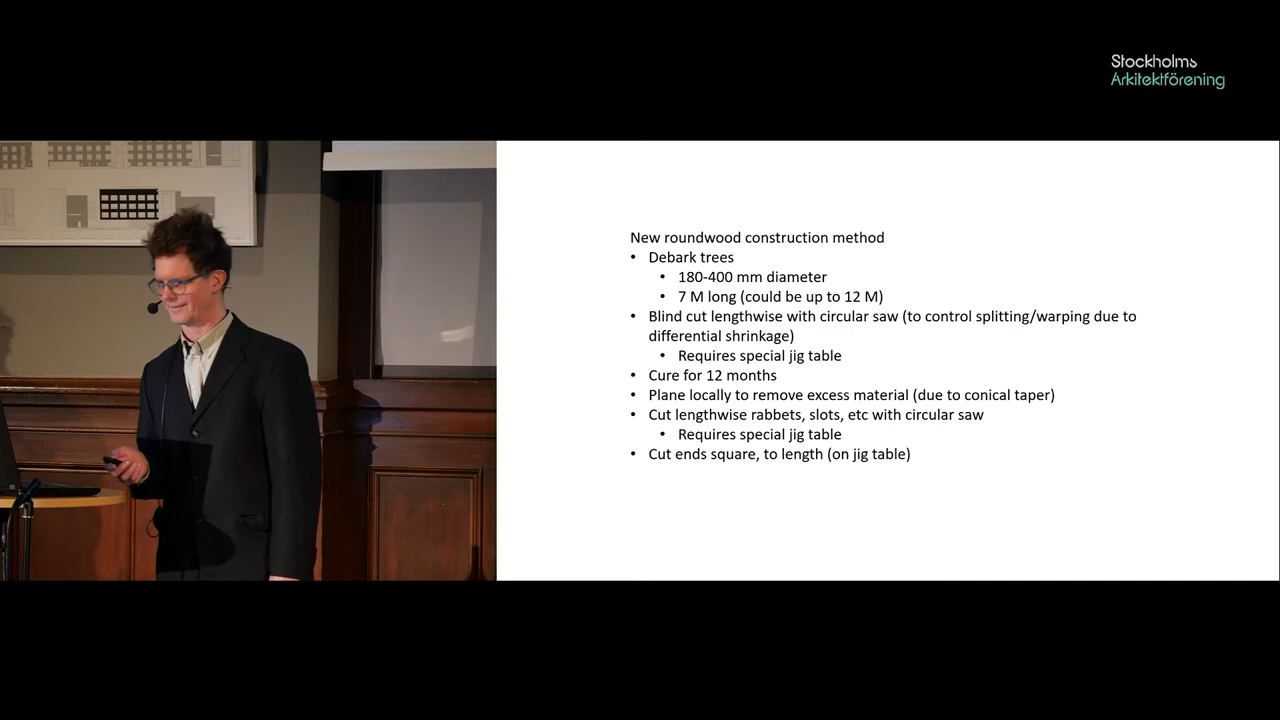 Stockholms
Arkitektförening
New roundwood construction method
• Debark trees
• 180-400 mm diameter
• 7 M long (could be up to 12 M)
• Blind cut lengthwise with circular saw (to control splitting/warping due to
differential shrinkage)
• Requires special jig table
• Cure for 12 months
• Plane locally to remove excess material (due to conical taper)
• Cut lengthwise rabbets, slots, etc with circular saw
• Requires special jig table
• Cut ends square, to length (on jig table)